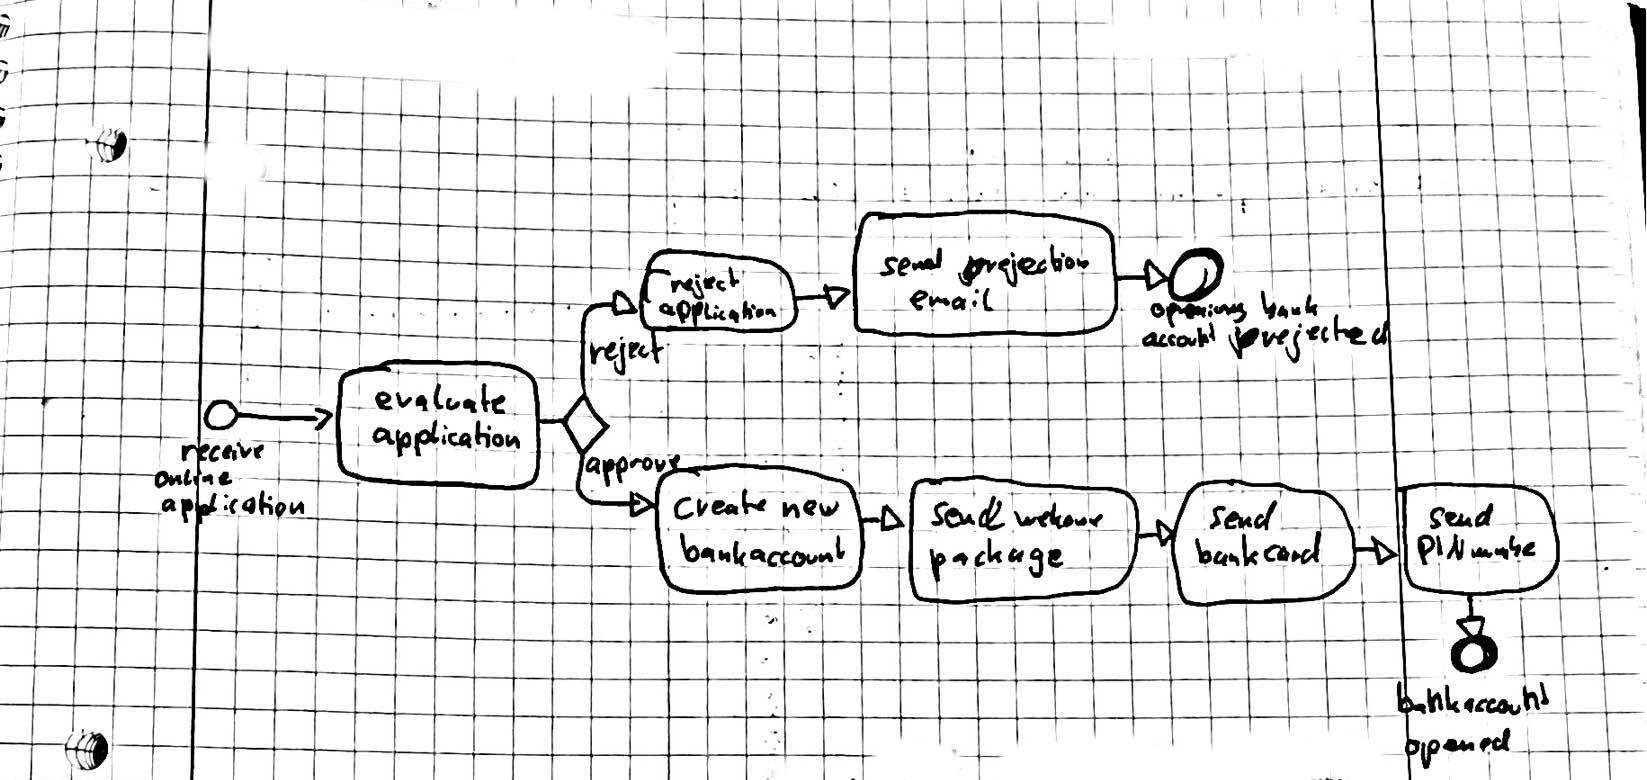 receive
online
application
evaluate
application
reject
approve
reject
application
send rejection
email
opening bank
account rejected
Create new
bankaccount
send welcome
package
send
bankcard
send
PIN
bankaccount
opened